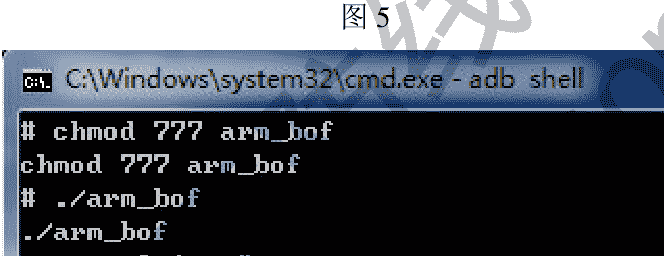 图 5
C:\Windows\system32\cmd.exe - adb shell
# chmod 777 arm_bof
chmod 777 arm_bof
# ./arm_bof
./arm_bof